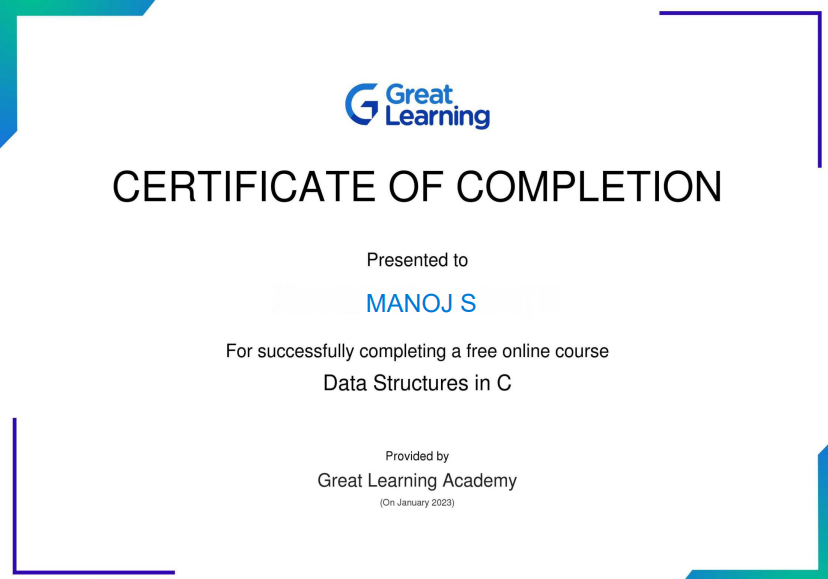 Great
Learning
CERTIFICATE OF COMPLETION
Presented to
MANOJ S
For successfully completing a free online course
Data Structures in C
Provided by
Great Learning Academy
(On January 2023)